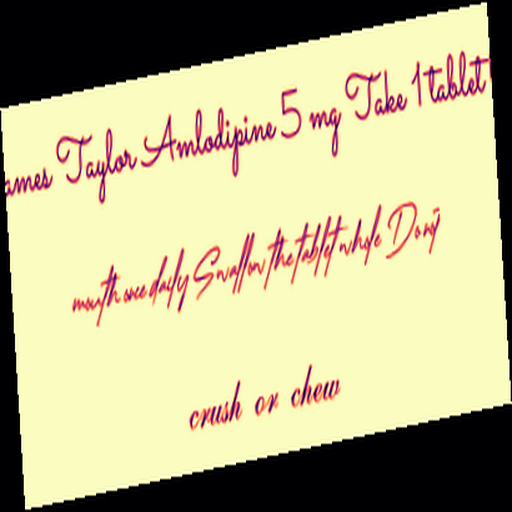 ames Taylor Amlodipine 5 mg Take 1 tablet
mouth once daily Swallow the tablet whole Don't
crush or chew